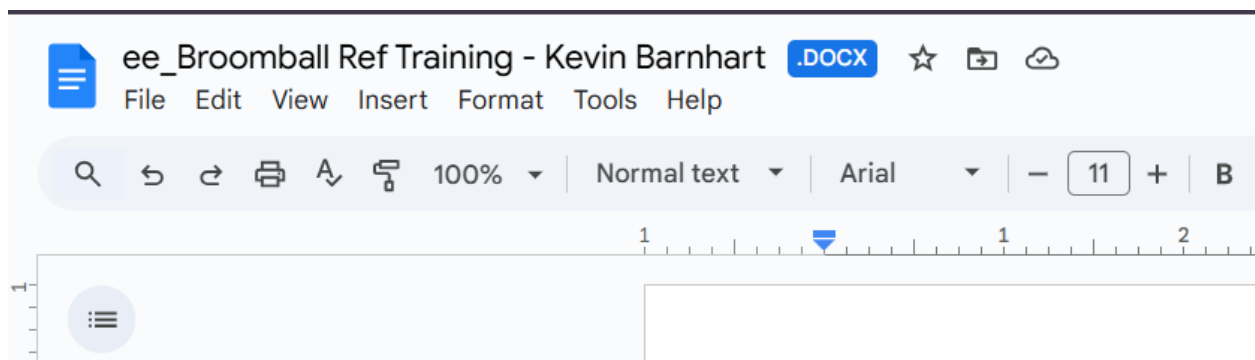 ee_Broomball Ref Training - Kevin Barnhart .DOCX
File Edit View Insert Format Tools Help
100% Normal text Arial 11 B
1 1 2
1